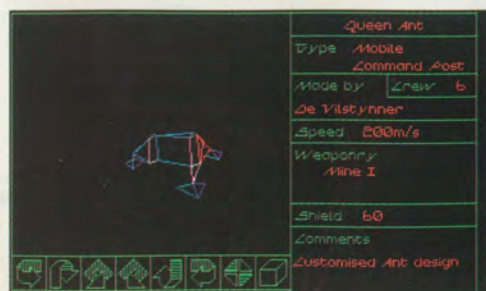 Queen Ant
Type Mobile
Command Post
Made by Crew 6
De Vilstynner
Speed 200m/s
Weaponry
Mine I
Shield 60
Comments
Customised Ant design